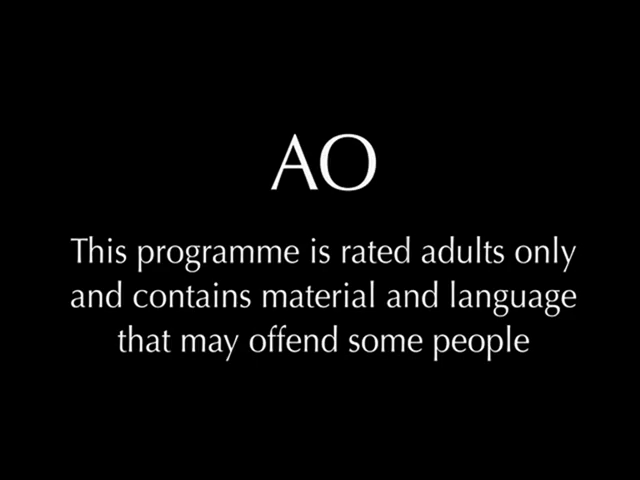 AO
This programme is rated adults only
and contains material and language
that may offend some people